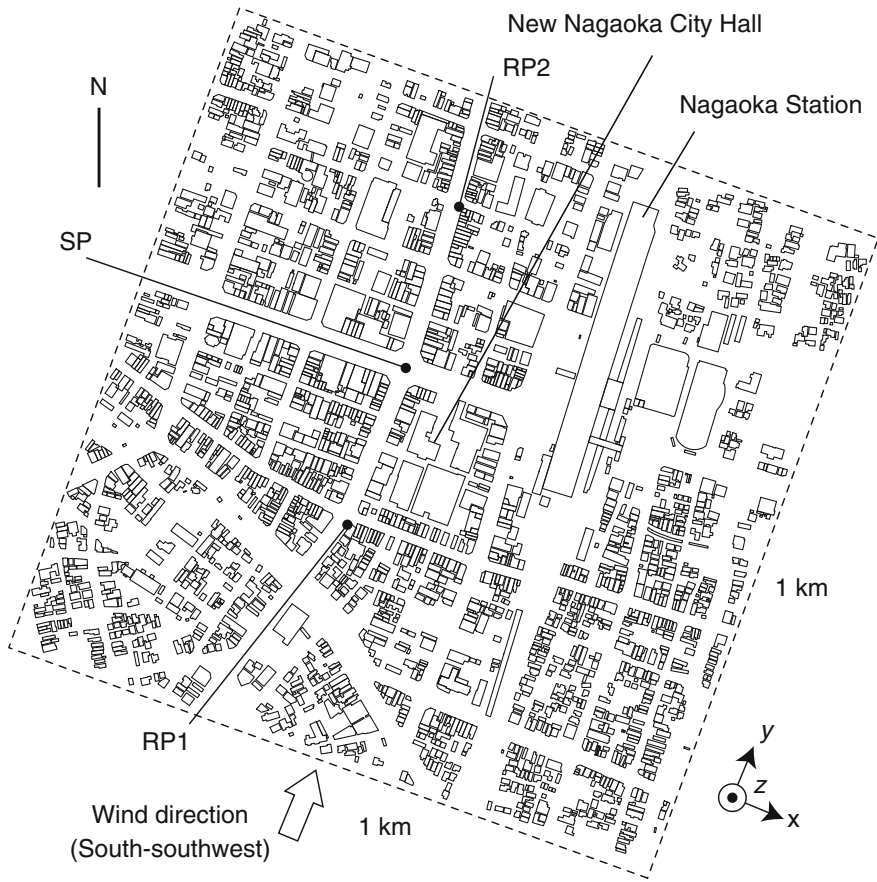 New Nagaoka City Hall
RP2
Nagaoka Station
N
SP
1 km
RP1
y
z
x
Wind direction
(South-southwest)
1 km